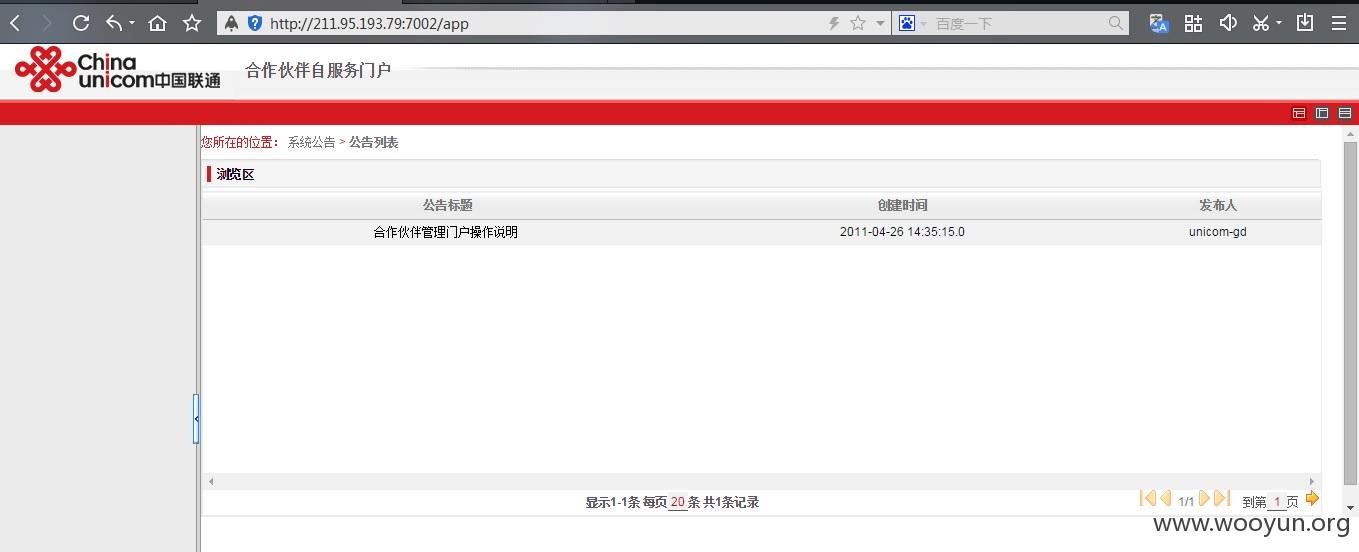 http://211.95.193.79:7002/app
百度一下
China
unicom中国联通
合作伙伴自服务门户
您所在的位置： 系统公告 > 公告列表
浏览区
公告标题 创建时间 发布人
合作伙伴管理门户操作说明 2011-04-26 14:35:15.0 unicom-gd
显示1-1条 每页 20 条 共1条记录 1/1 到第 1 页
www.wooyun.org